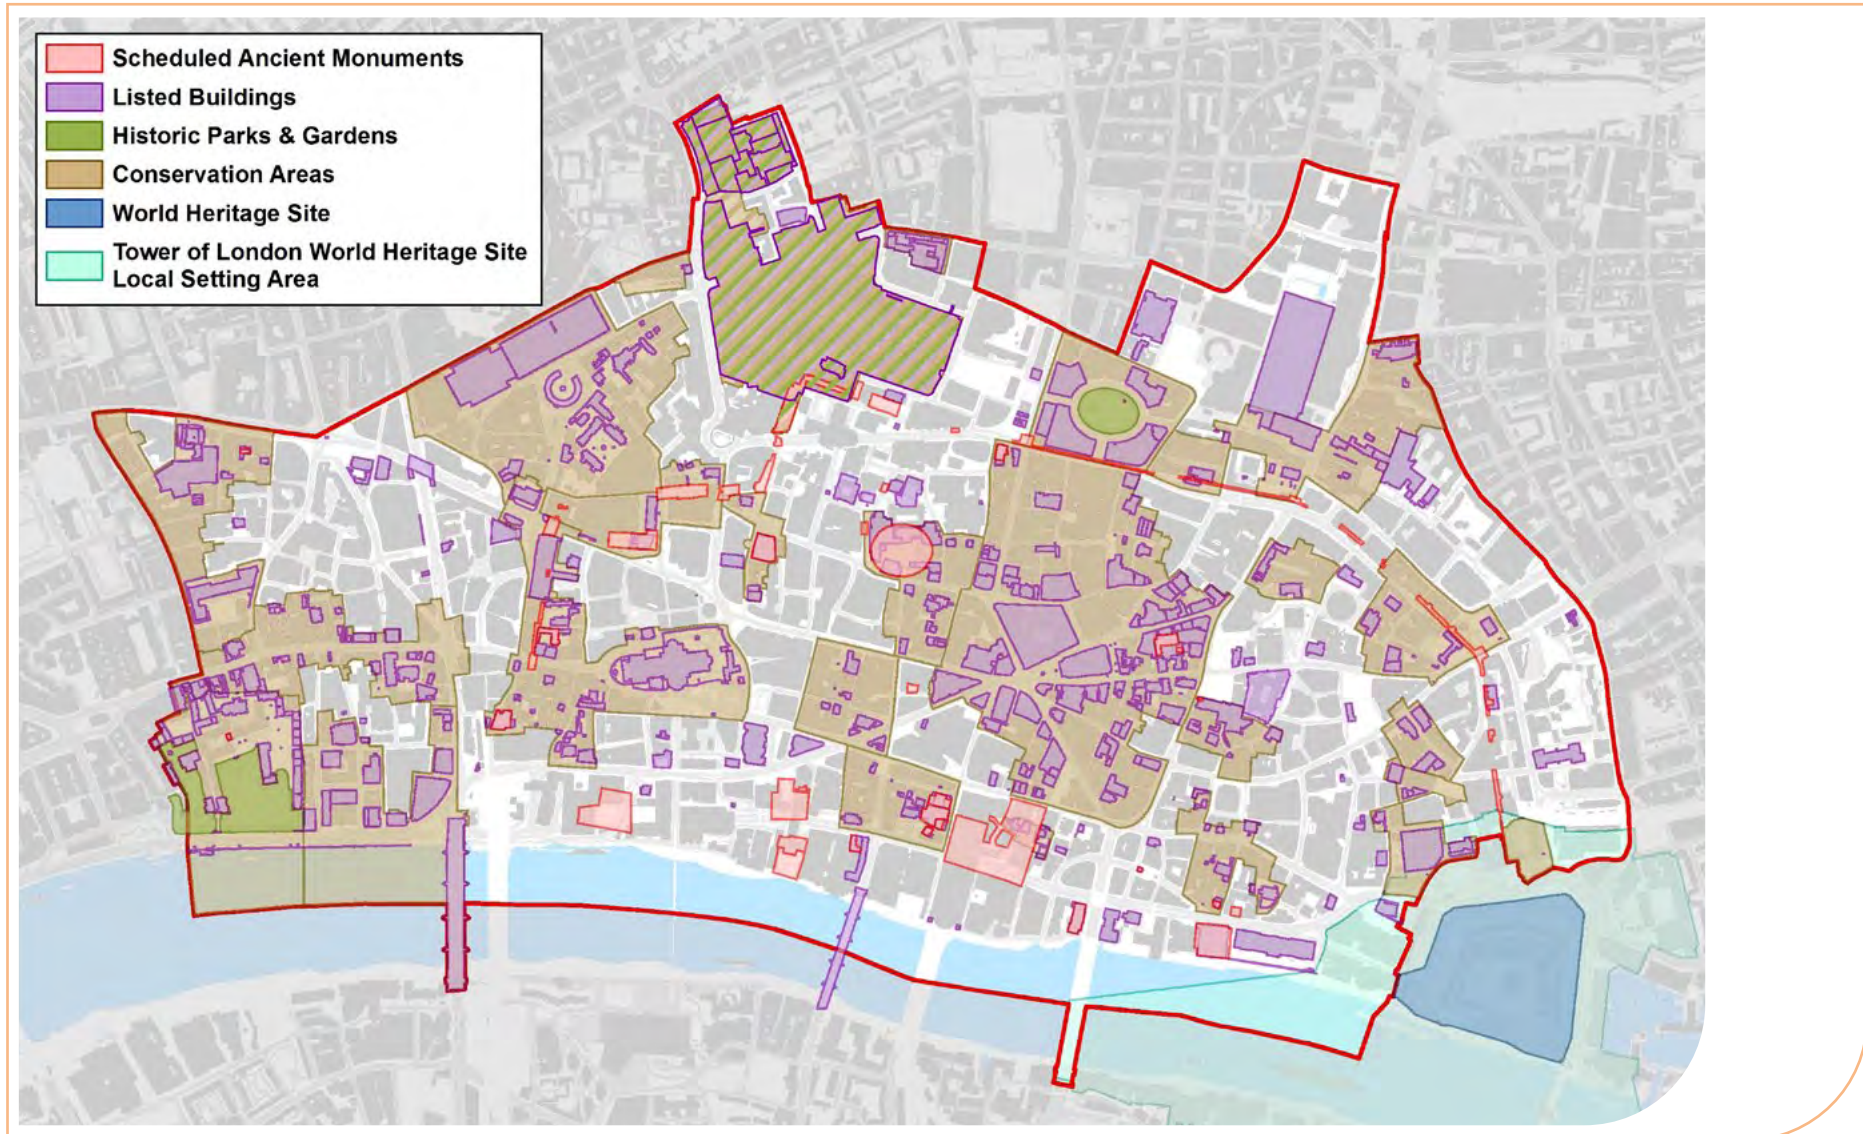 Scheduled Ancient Monuments
Listed Buildings
Historic Parks & Gardens
Conservation Areas
World Heritage Site
Tower of London World Heritage Site
Local Setting Area